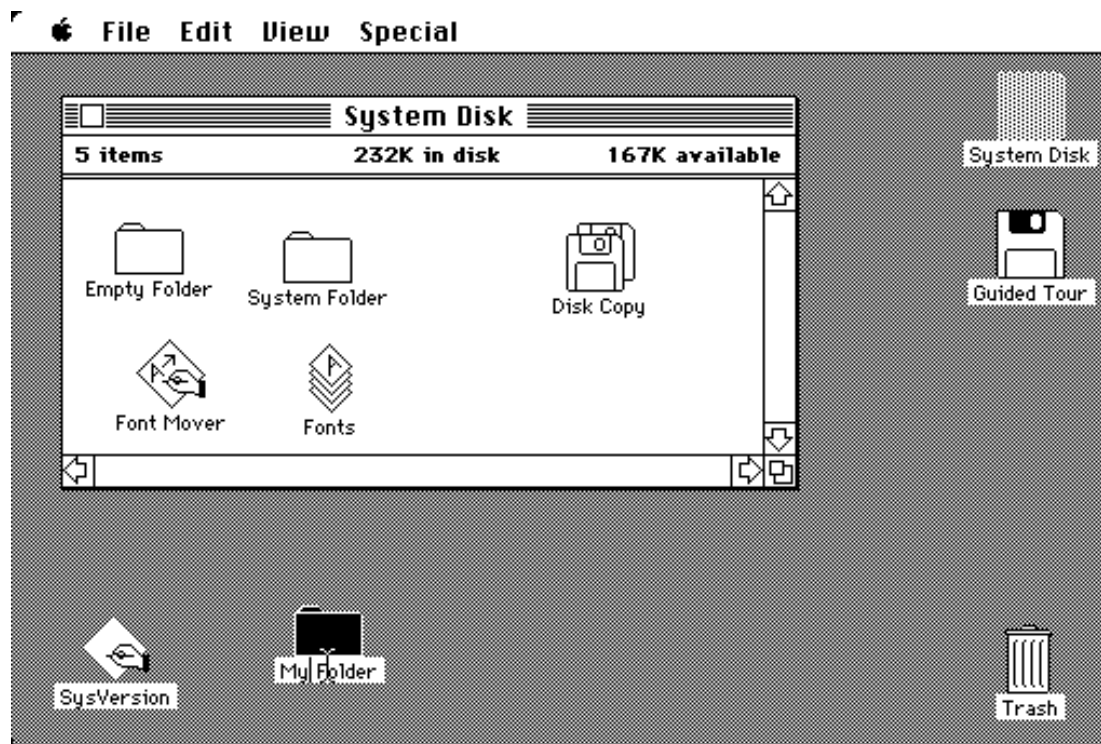 File Edit View Special
System Disk
5 items 232K in disk 167K available
System Disk
Empty Folder
System Folder
Disk Copy
Guided Tour
Font Mover
Fonts
My Folder
SysVersion
Trash